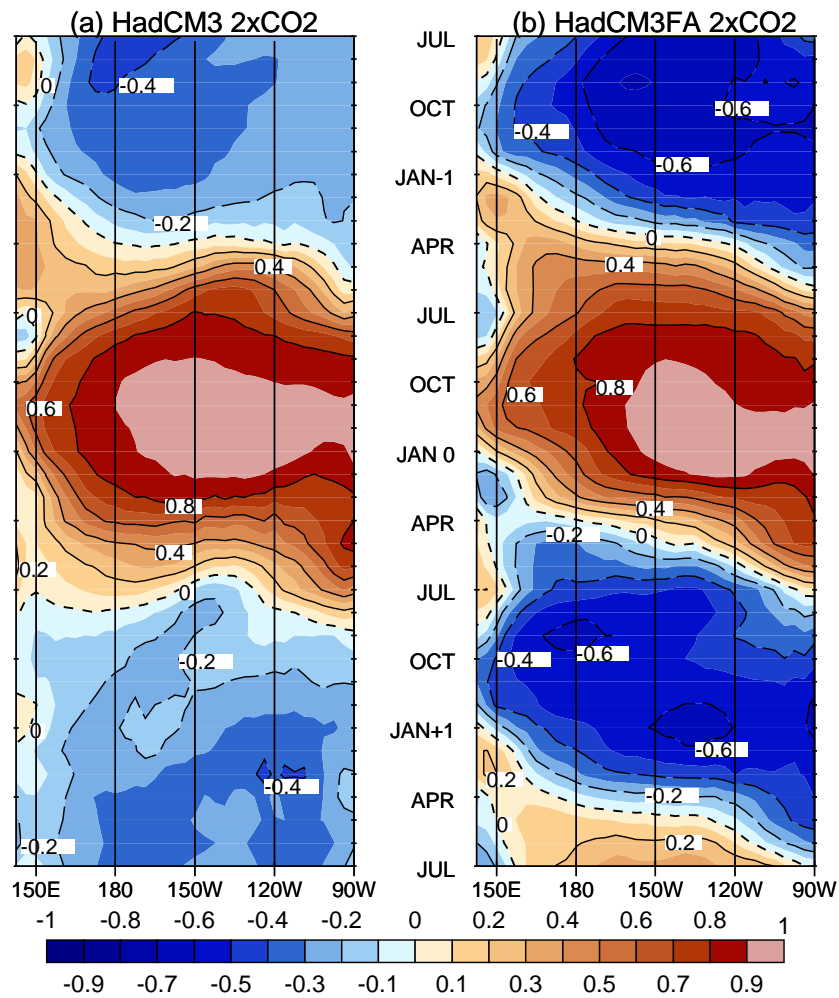 (a) HadCM3 2xCO2
(b) HadCM3FA 2xCO2
JUL
OCT
JAN-1
APR
JUL
OCT
JAN 0
APR
JUL
OCT
JAN+1
APR
JUL
0
-0.4
-0.2
0.4
0
0.6
0.8
0.4
0.2
0
-0.2
0
-0.4
-0.2
-0.6
-0.4
-0.6
0
0.4
0.8
0.6
0.4
-0.2
0
-0.6
-0.4
-0.6
0.2
-0.2
0
0.2
150E 180 150W 120W 90W
150E 180 150W 120W 90W
-1 -0.8 -0.6 -0.4 -0.2 0 0.2 0.4 0.6 0.8 1
-0.9 -0.7 -0.5 -0.3 -0.1 0.1 0.3 0.5 0.7 0.9